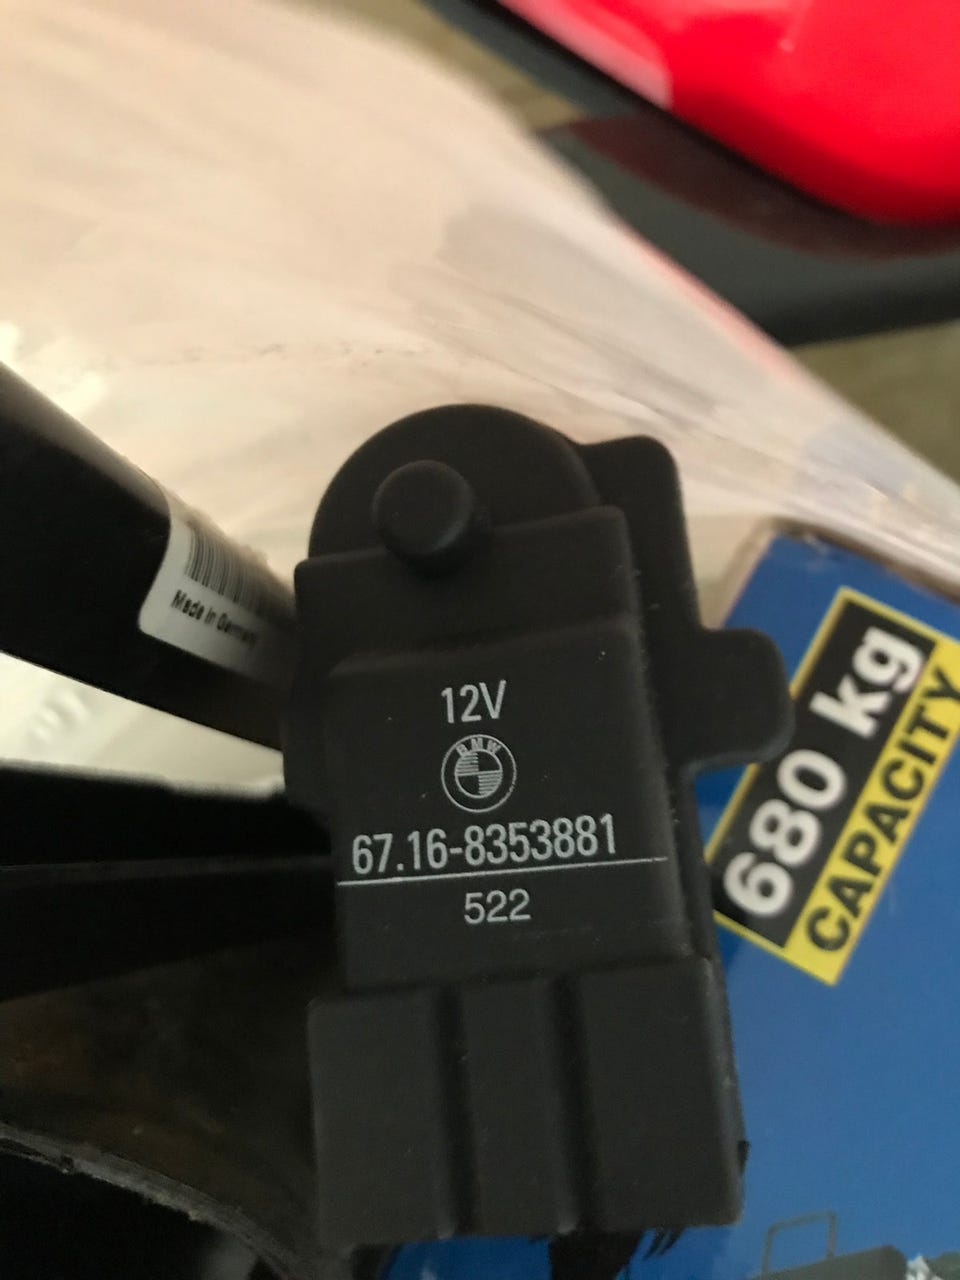 Made in Germany
12V
BMW
67.16-8353881
522
680 kg
CAPACITY